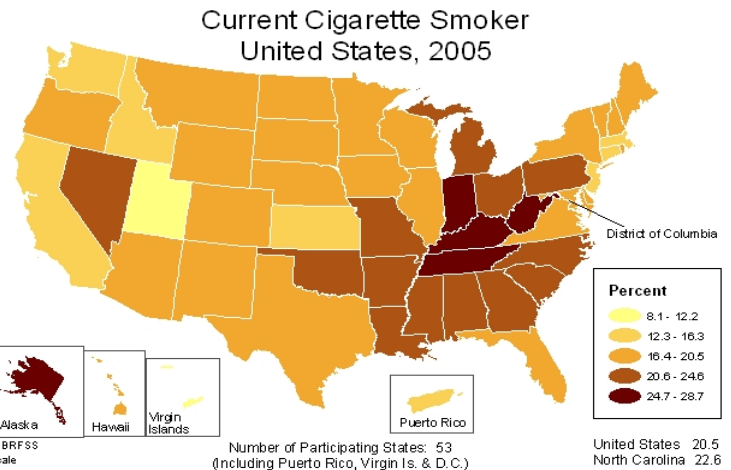 Current Cigarette Smoker
United States, 2005
District of Columbia
Percent
8.1 - 12.2
12.3 - 16.3
16.4 - 20.5
20.6 - 24.6
24.7 - 28.7
Alaska
Hawaii
Virgin
Islands
Puerto Rico
BRFSS
cale
Number of Participating States: 53
(Including Puerto Rico, Virgin Is. & D.C.)
United States 20.5
North Carolina 22.6